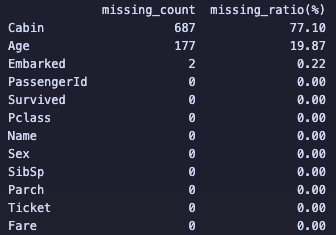 missing_count missing_ratio(%)
Cabin 687 77.10
Age 177 19.87
Embarked 2 0.22
PassengerId 0 0.00
Survived 0 0.00
Pclass 0 0.00
Name 0 0.00
Sex 0 0.00
SibSp 0 0.00
Parch 0 0.00
Ticket 0 0.00
Fare 0 0.00